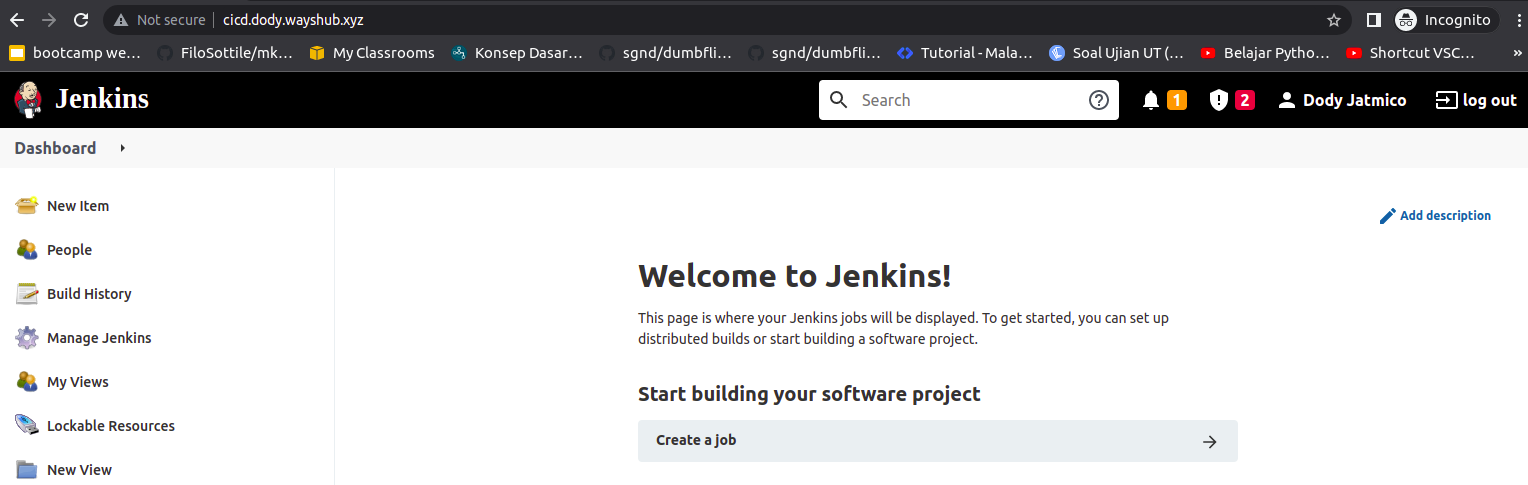 Not secure | cicd.dody.wayshub.xyz Incognito
bootcamp we... FiloSottile/mk... My Classrooms Konsep Dasar... sgnd/dumbfli... sgnd/dumbfli... Tutorial - Mala... Soal Ujian UT (... Belajar Pytho... Shortcut VSC... »
Jenkins Search 1 2 Dody Jatmico log out
Dashboard
New Item
Add description
People
Welcome to Jenkins!
Build History
This page is where your Jenkins jobs will be displayed. To get started, you can set up
Manage Jenkins
distributed builds or start building a software project.
My Views
Start building your software project
Lockable Resources
Create a job
New View